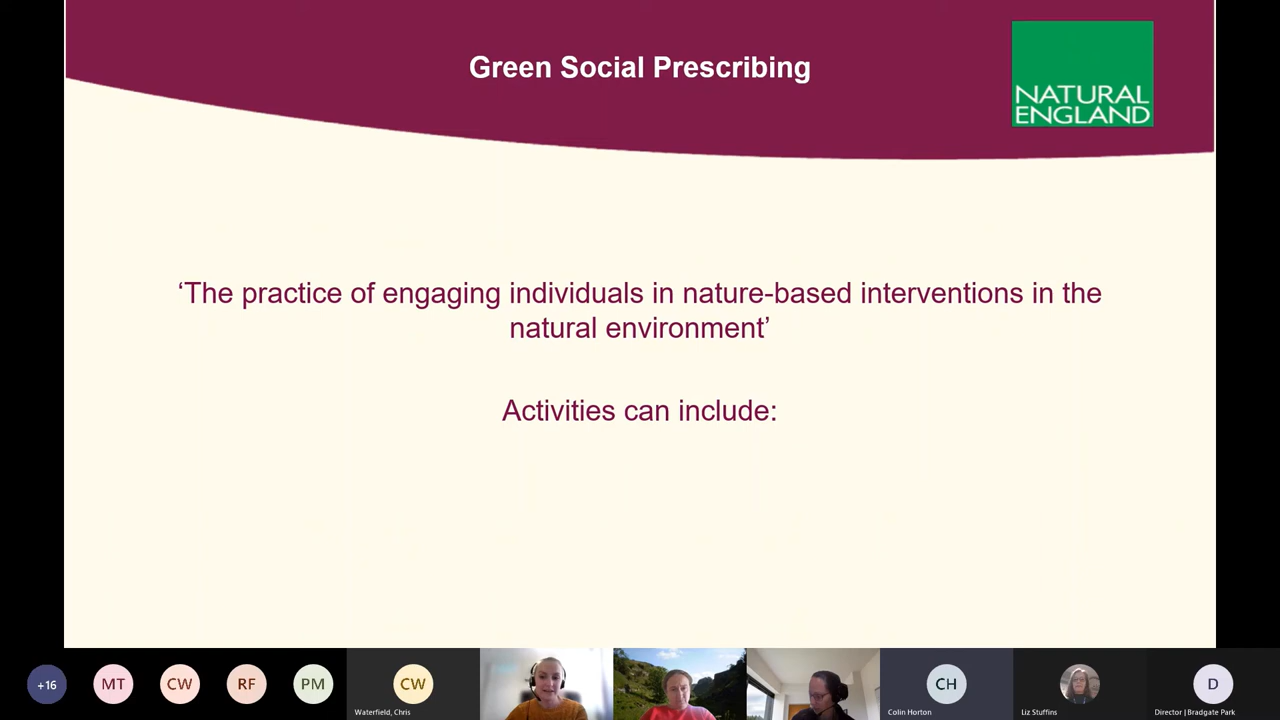 Green Social Prescribing
NATURAL
ENGLAND
‘The practice of engaging individuals in nature-based interventions in the
natural environment’
Activities can include:
+16
MT
CW
RF
PM
CW
Waterfield, Chris
CH
Colin Horton
Liz Stuffins
D
Director | Bradgate Park